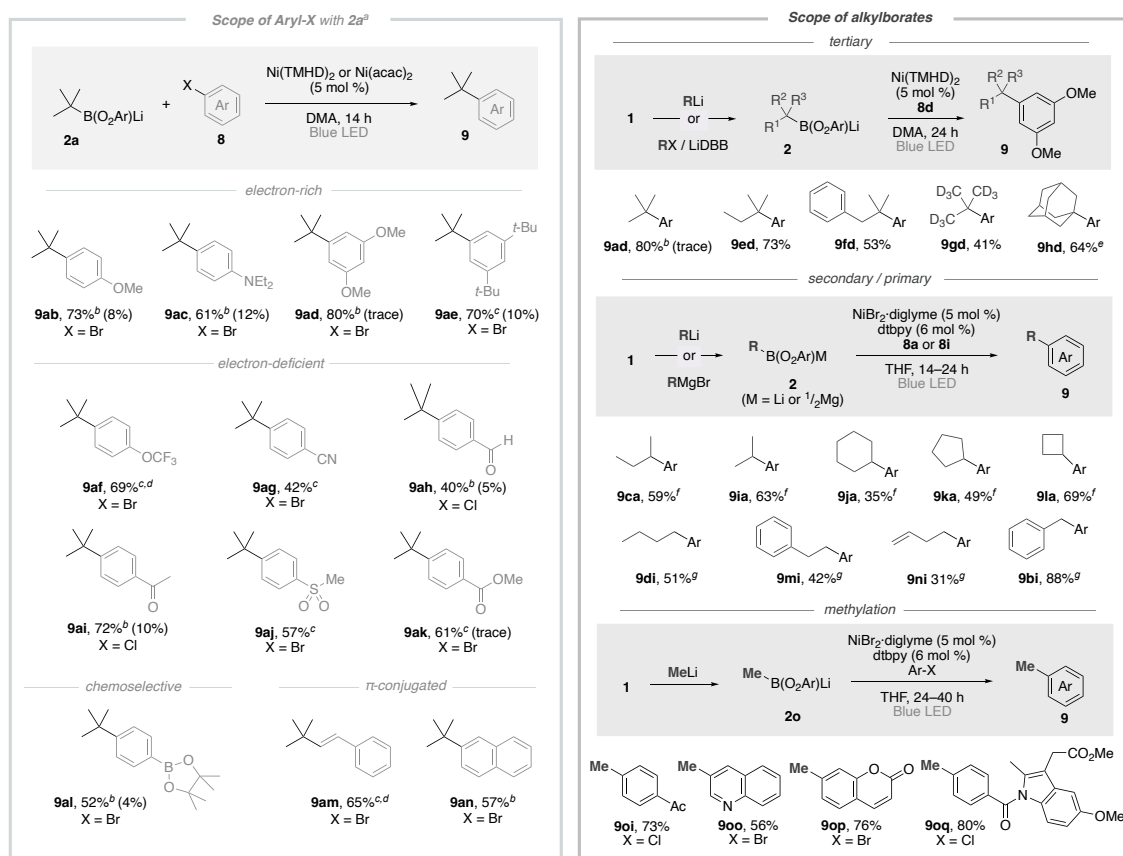 Scope of Aryl-X with 2aᵃ
X
B(O₂Ar)Li
2a
+
Ar
8
Ni(TMHD)₂ or Ni(acac)₂
(5 mol %)
DMA, 14 h
Blue LED
Ar
9
electron-rich
OMe
9ab, 73%ᵇ (8%)
X = Br
NEt₂
9ac, 61%ᵇ (12%)
X = Br
OMe
OMe
9ad, 80%ᵇ (trace)
X = Br
t-Bu
t-Bu
9ae, 70%ᶜ (10%)
X = Br
electron-deficient
OCF₃
9af, 69%ᶜ,ᵈ
X = Br
CN
9ag, 42%ᶜ
X = Br
H
O
9ah, 40%ᵇ (5%)
X = Cl
O
9ai, 72%ᵇ (10%)
X = Cl
Me
S
O O
9aj, 57%ᶜ
X = Br
OMe
O
9ak, 61%ᶜ (trace)
X = Br
chemoselective
B
O
O
9al, 52%ᵇ (4%)
X = Br
π-conjugated
9am, 65%ᶜ,ᵈ
X = Br
9an, 57%ᵇ
X = Br
Scope of alkylborates
tertiary
1
RLi
or
RX / LiDBB
R² R³
R¹
B(O₂Ar)Li
2
Ni(TMHD)₂
(5 mol %)
8d
DMA, 24 h
Blue LED
R² R³
R¹
OMe
OMe
9
Ar
9ad, 80%ᵇ (trace)
Ar
9ed, 73%
Ar
9fd, 53%
D₃C CD₃
D₃C Ar
9gd, 41%
Ar
9hd, 64%ᵉ
secondary / primary
1
RLi
or
RMgBr
R
B(O₂Ar)M
2
(M = Li or ¹/₂Mg)
NiBr₂·diglyme (5 mol %)
dtbpy (6 mol %)
8a or 8i
THF, 14–24 h
Blue LED
R
Ar
9
Ar
9ca, 59%ᶠ
Ar
9ia, 63%ᶠ
Ar
9ja, 35%ᶠ
Ar
9ka, 49%ᶠ
Ar
9la, 69%ᶠ
Ar
9di, 51%ᵍ
Ar
9mi, 42%ᵍ
Ar
9ni 31%ᵍ
Ar
9bi, 88%ᵍ
methylation
1
MeLi
Me
B(O₂Ar)Li
2o
NiBr₂·diglyme (5 mol %)
dtbpy (6 mol %)
Ar-X
THF, 24–40 h
Blue LED
Me
Ar
9
Me
Ac
9oi, 73%
X = Cl
Me
N
9oo, 56%
X = Br
Me
O O
9op, 76%
X = Br
Me
O
N
CO₂Me
OMe
9oq, 80%
X = Cl